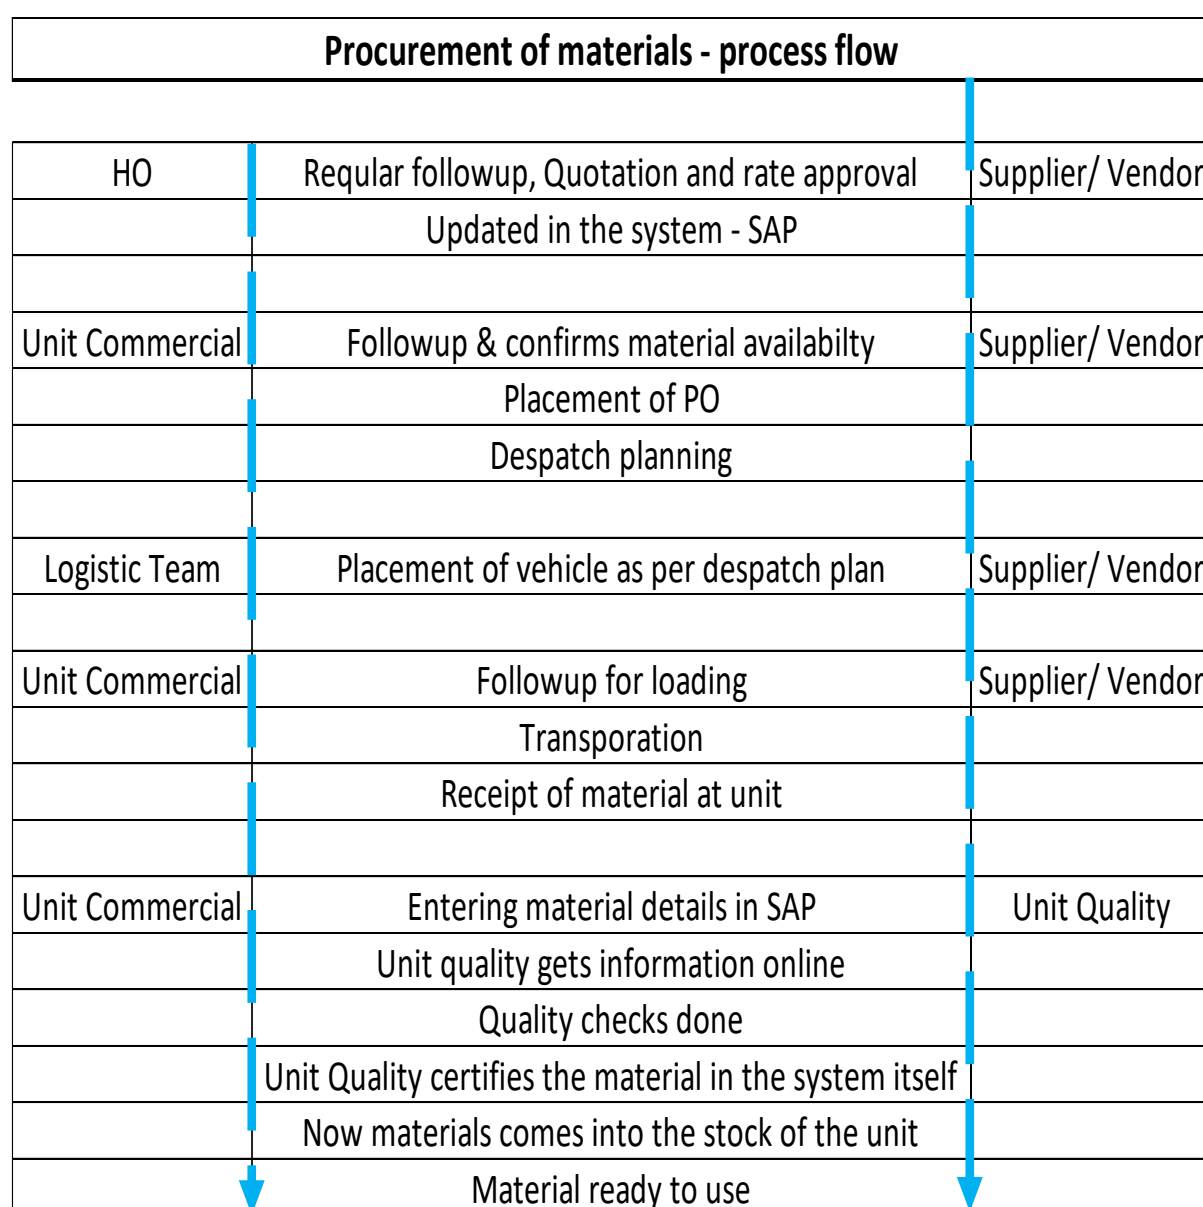 Procurement of materials - process flow
HO Reqular followup, Quotation and rate approval Supplier/ Vendor
Updated in the system - SAP
Unit Commercial Followup & confirms material availabilty Supplier/ Vendor
Placement of PO
Despatch planning
Logistic Team Placement of vehicle as per despatch plan Supplier/ Vendor
Unit Commercial Followup for loading Supplier/ Vendor
Transporation
Receipt of material at unit
Unit Commercial Entering material details in SAP Unit Quality
Unit quality gets information online
Quality checks done
Unit Quality certifies the material in the system itself
Now materials comes into the stock of the unit
Material ready to use